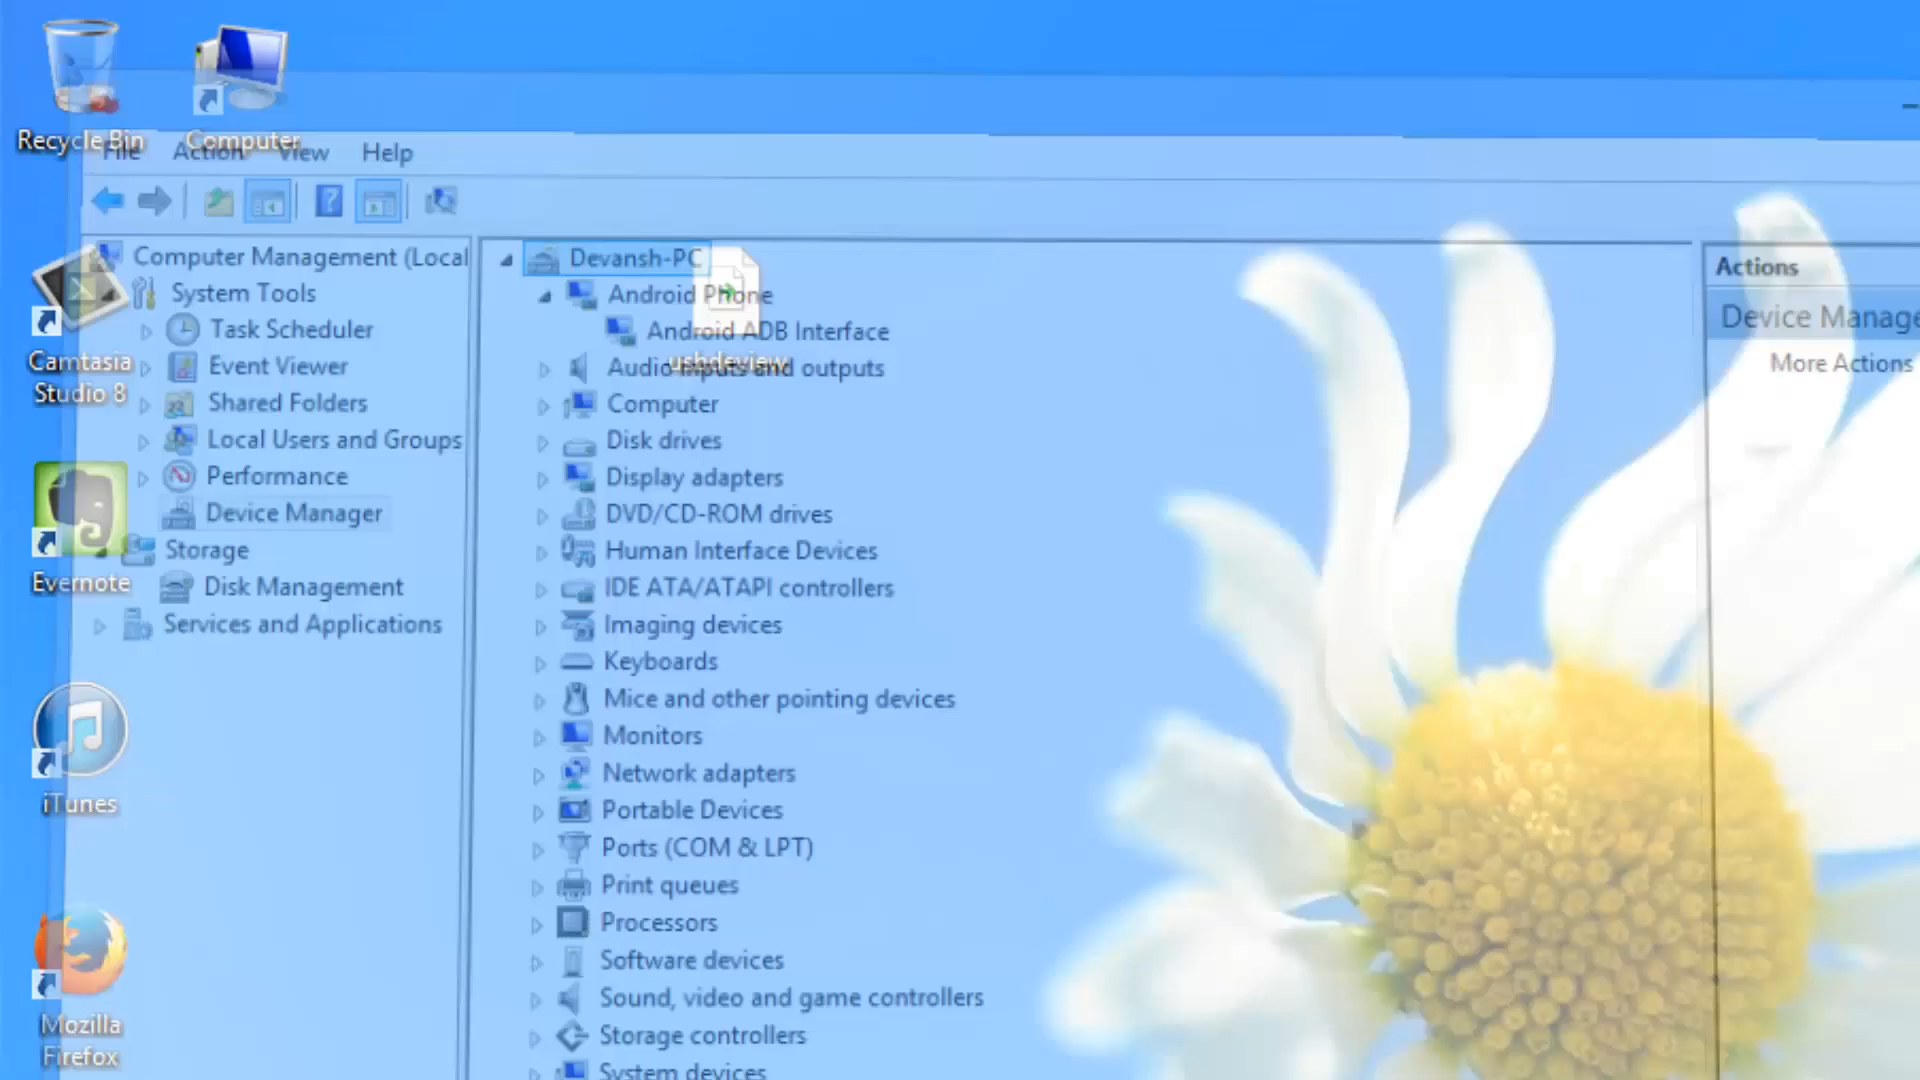 Recycle Bin
Computer
File Action View Help
Camtasia
Studio 8
Evernote
iTunes
Mozilla
Firefox
Computer Management (Local
System Tools
Task Scheduler
Event Viewer
Shared Folders
Local Users and Groups
Performance
Device Manager
Storage
Disk Management
Services and Applications
Devansh-PC
Android Phone
Android ADB Interface
usbdeview
Audio inputs and outputs
Computer
Disk drives
Display adapters
DVD/CD-ROM drives
Human Interface Devices
IDE ATA/ATAPI controllers
Imaging devices
Keyboards
Mice and other pointing devices
Monitors
Network adapters
Portable Devices
Ports (COM & LPT)
Print queues
Processors
Software devices
Sound, video and game controllers
Storage controllers
System devices
Actions
Device Manage
More Actions